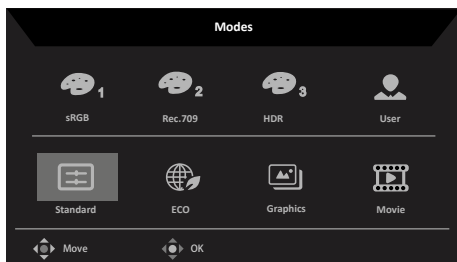 Modes
1 2 3
sRGB Rec.709 HDR User
Standard ECO Graphics Movie
Move OK